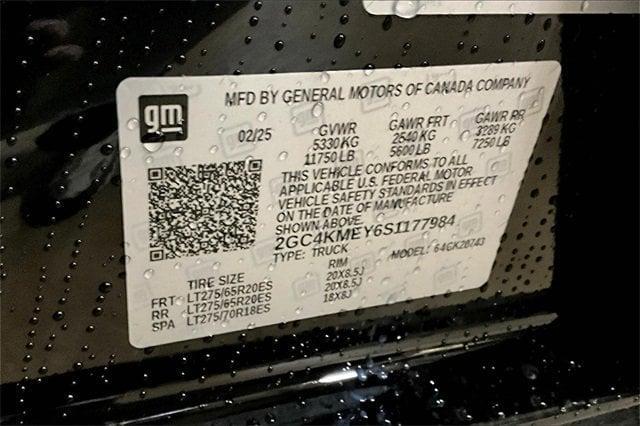 gm
MFD BY GENERAL MOTORS OF CANADA COMPANY
02/25 GVWR GAWR FRT GAWR RR
5330KG 2540 KG 3289 KG
11750 LB 5600 LB 7250 LB
THIS VEHICLE CONFORMS TO ALL
APPLICABLE U.S. FEDERAL MOTOR
VEHICLE SAFETY STANDARDS IN EFFECT
ON THE DATE OF MANUFACTURE
SHOWN ABOVE.
2GC4KMEY6S1177984
TYPE: TRUCK MODEL: 64GK20743
TIRE SIZE RIM
FRT LT275/65R20ES 20X8.5J
RR LT275/65R20ES 20X8.5J
SPA LT275/70R18ES 18X8J